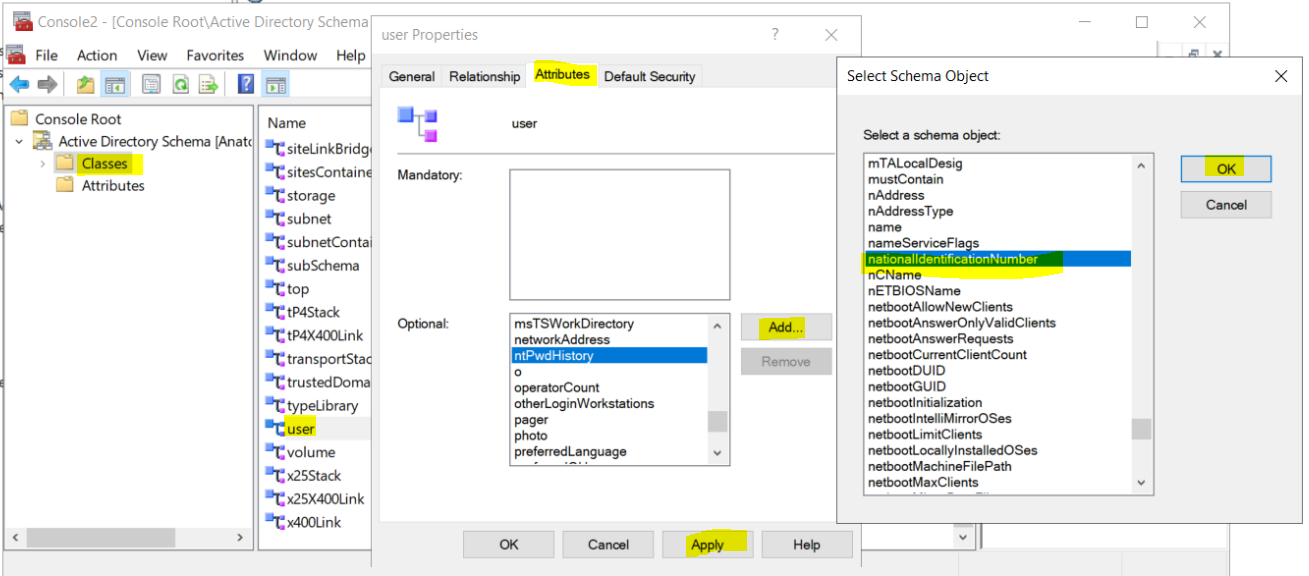 Console2 - [Console Root\Active Directory Schema
File Action View Favorites Window Help
Console Root
Active Directory Schema [Anato
Classes
Attributes
Name
siteLinkBridge
sitesContaine
storage
subnet
subnetContai
subSchema
top
tP4Stack
tP4X400Link
transportStac
trustedDoma
typeLibrary
user
volume
x25Stack
x25X400Link
x400Link
user Properties
General Relationship Attributes Default Security
user
Mandatory:
Optional:
msTSWorkDirectory
networkAddress
ntPwdHistory
o
operatorCount
otherLoginWorkstations
pager
photo
preferredLanguage
Add...
Remove
OK Cancel Apply Help
Select Schema Object
Select a schema object:
mTALocalDesig
mustContain
nAddress
nAddressType
name
nameServiceFlags
nationalIdentificationNumber
nCName
nETBIOSName
netbootAllowNewClients
netbootAnswerOnlyValidClients
netbootAnswerRequests
netbootCurrentClientCount
netbootDUID
netbootGUID
netbootInitialization
netbootIntelliMirrorOSes
netbootLimitClients
netbootLocallyInstalledOSes
netbootMachineFilePath
netbootMaxClients
OK
Cancel